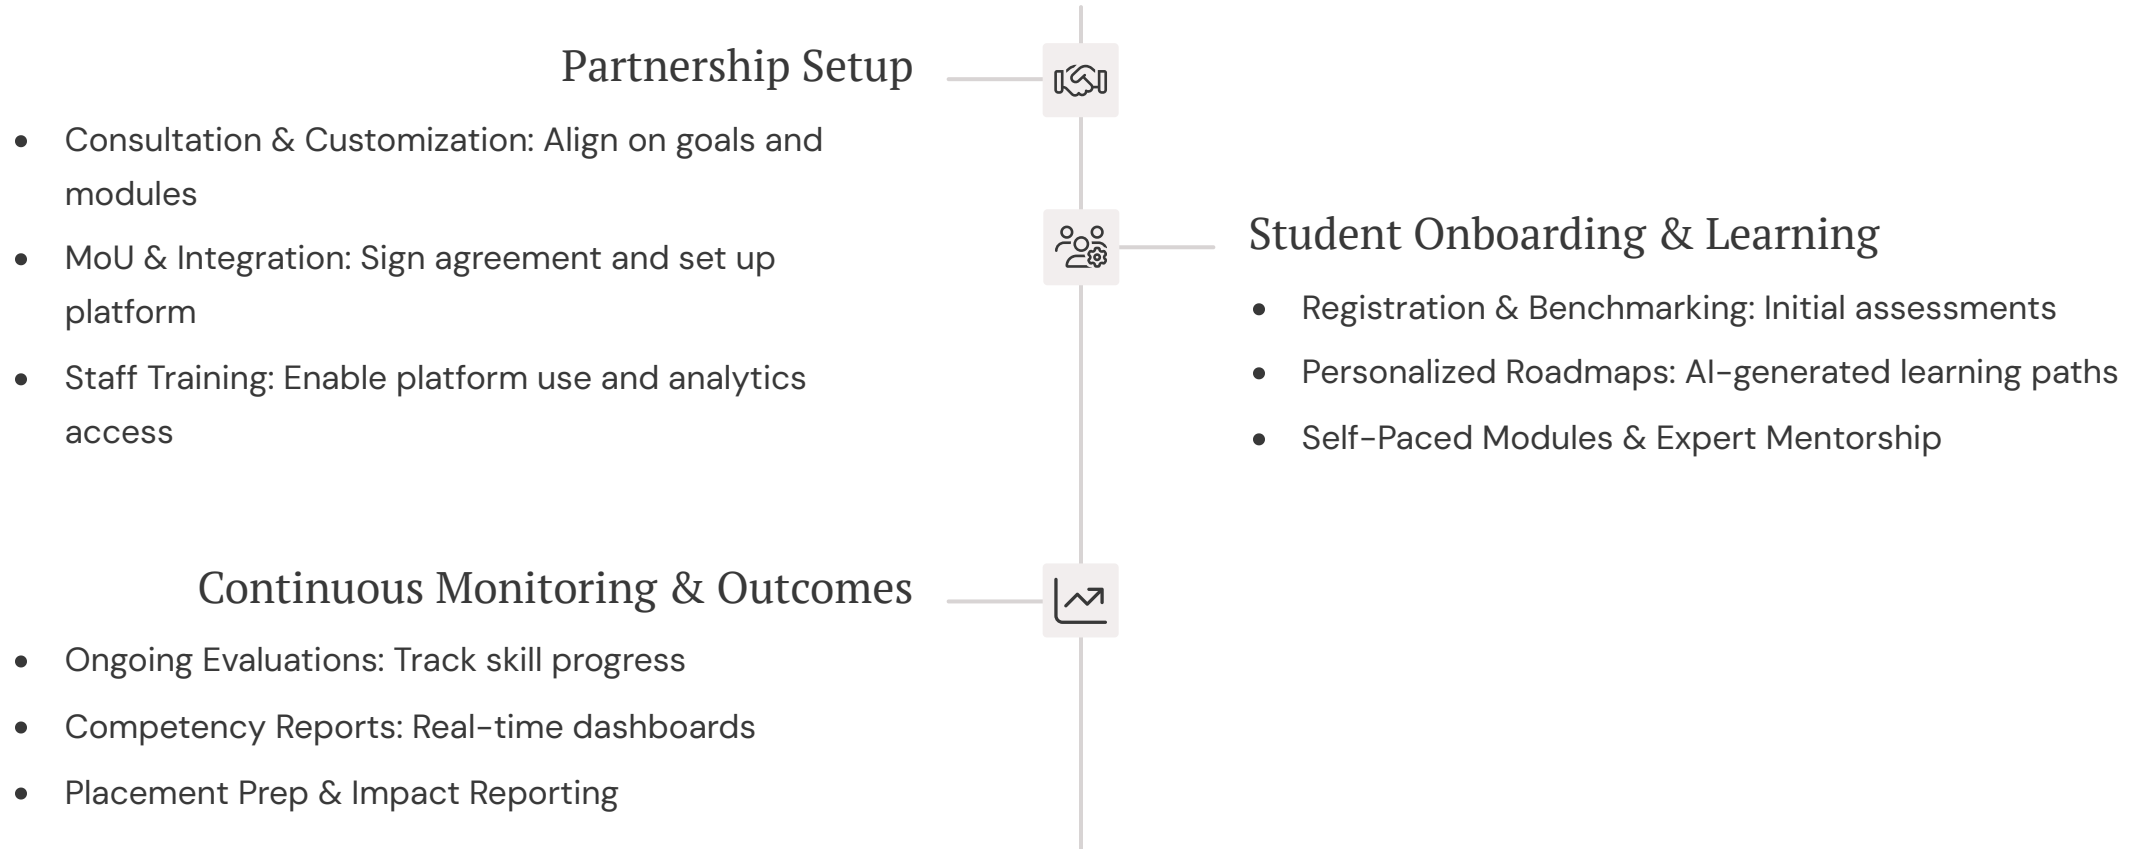 Partnership Setup
• Consultation & Customization: Align on goals and
modules
• MoU & Integration: Sign agreement and set up
platform
• Staff Training: Enable platform use and analytics
access
Student Onboarding & Learning
• Registration & Benchmarking: Initial assessments
• Personalized Roadmaps: AI-generated learning paths
• Self-Paced Modules & Expert Mentorship
Continuous Monitoring & Outcomes
• Ongoing Evaluations: Track skill progress
• Competency Reports: Real-time dashboards
• Placement Prep & Impact Reporting